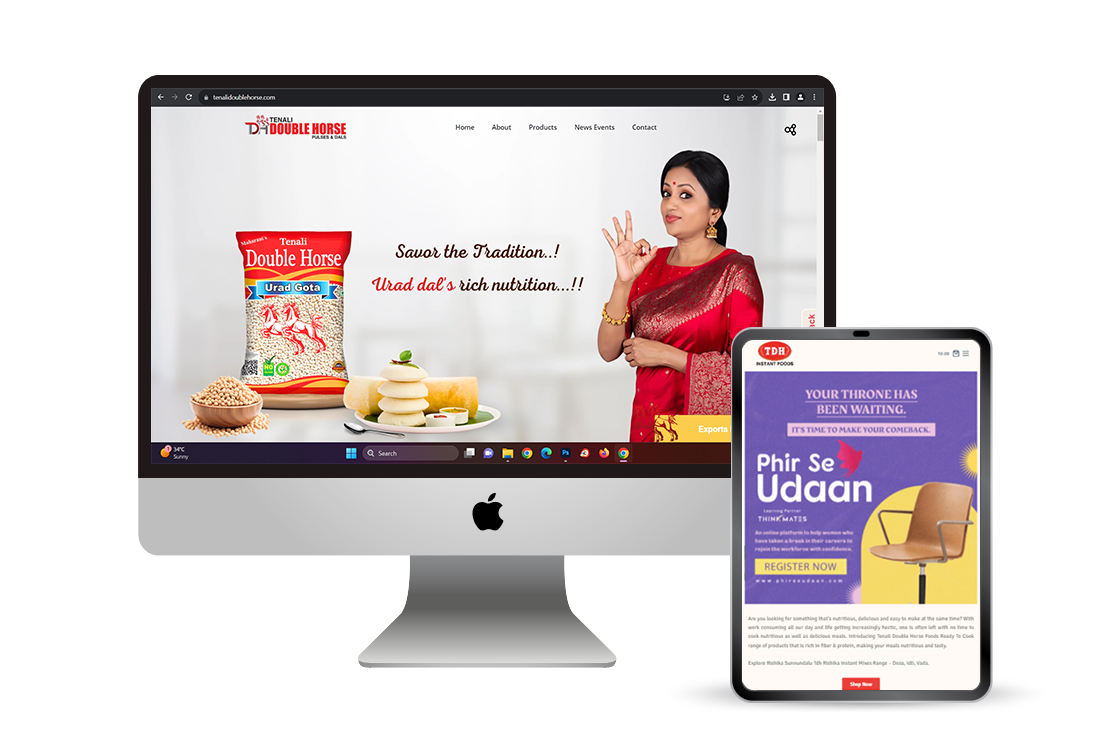 tenalidoublehorse.com
TENALI
DOUBLE HORSE
PULSES & DALS
Home About Products News Events Contact
Savor the Tradition..!
Urad dal's rich nutrition...!!
Maharani's
Tenali
Double Horse
Urad Gota
NO
ack
34°C
Sunny
Search
TDH
INSTANT FOODS
₹0.00
YOUR THRONE HAS
BEEN WAITING.
IT'S TIME TO MAKE YOUR COMEBACK.
Phir Se
Udaan
Learning Partner
THINKMATES
An online platform to help women who
have taken a break in their careers to
rejoin the workforce with confidence.
REGISTER NOW
www.phirseudaan.com
Are you looking for something that's nutritious, delicious and easy to make at the same time? With
work consuming all our day and life getting increasingly hectic, one is often left with no time to
cook nutritious as well as delicious meals. Introducing Tenali Double Horse Foods Ready To Cook
range of products that is rich in fiber & protein, making your meals nutritious and tasty.
Explore Rishika Sunnundalu Tdh Rishika Instant Mixes Range - Dosa, Idli, Vada.
Shop Now